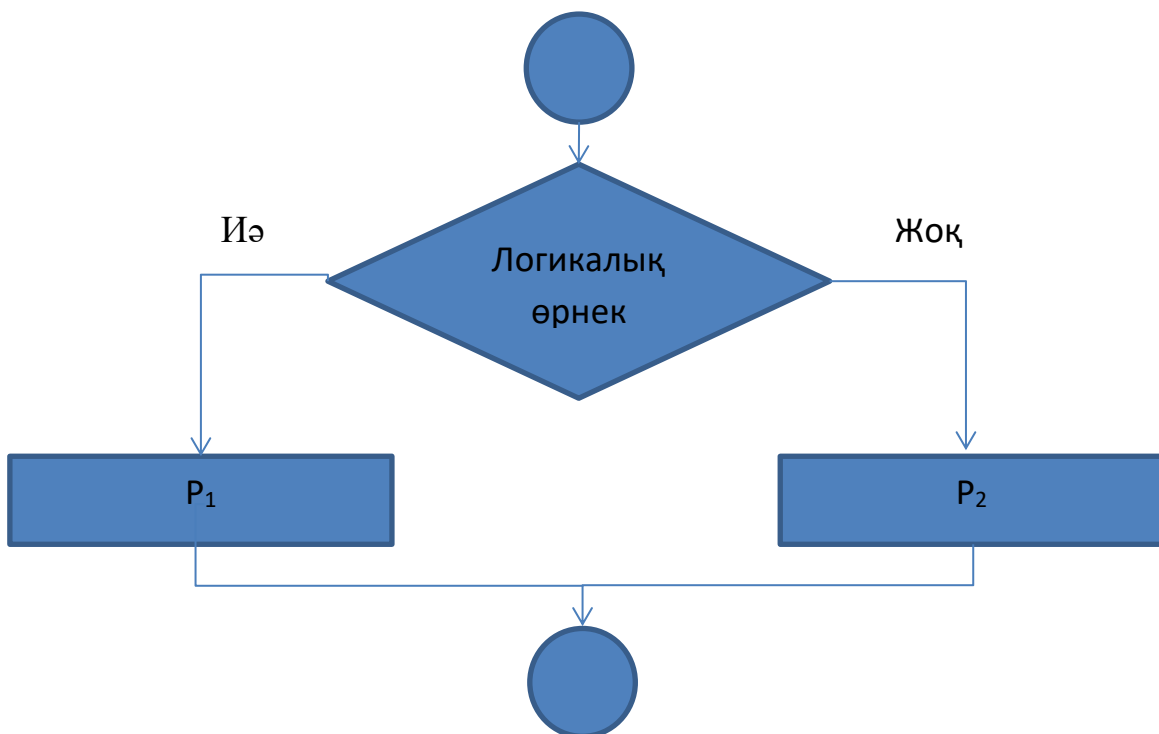 Иә
Жоқ
Логикалық
өрнек
P₁
P₂